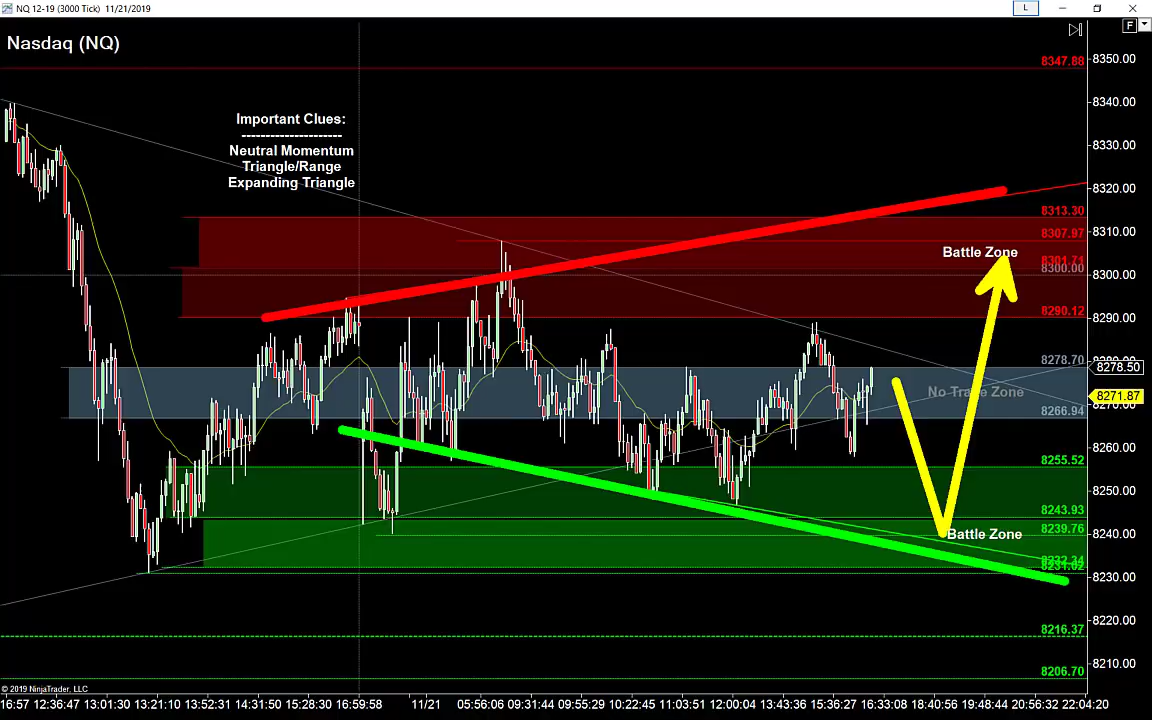 NQ 12-19 (3000 Tick) 11/21/2019
L
F
Nasdaq (NQ)
8347.88
8350.00
8340.00
Important Clues:
---------------------
Neutral Momentum
Triangle/Range
Expanding Triangle
8330.00
8320.00
8313.30
8310.00
8307.97
Battle Zone
8301.71
8300.00
8300.00
8290.12
8290.00
8278.70
8278.50
No Trade Zone
8271.87
8266.94
8260.00
8255.52
8250.00
8243.93
8240.00
8239.76
Battle Zone
8230.00
8220.00
8216.37
8210.00
8206.70
© 2019 NinjaTrader, LLC
16:57 12:36:47 13:01:30 13:21:10 13:52:31 14:31:50 15:28:30 16:59:58 11/21 05:56:06 09:31:44 09:55:29 10:22:45 11:03:51 12:00:04 13:43:36 15:36:27 16:33:08 18:40:56 19:48:44 20:56:32 22:04:20